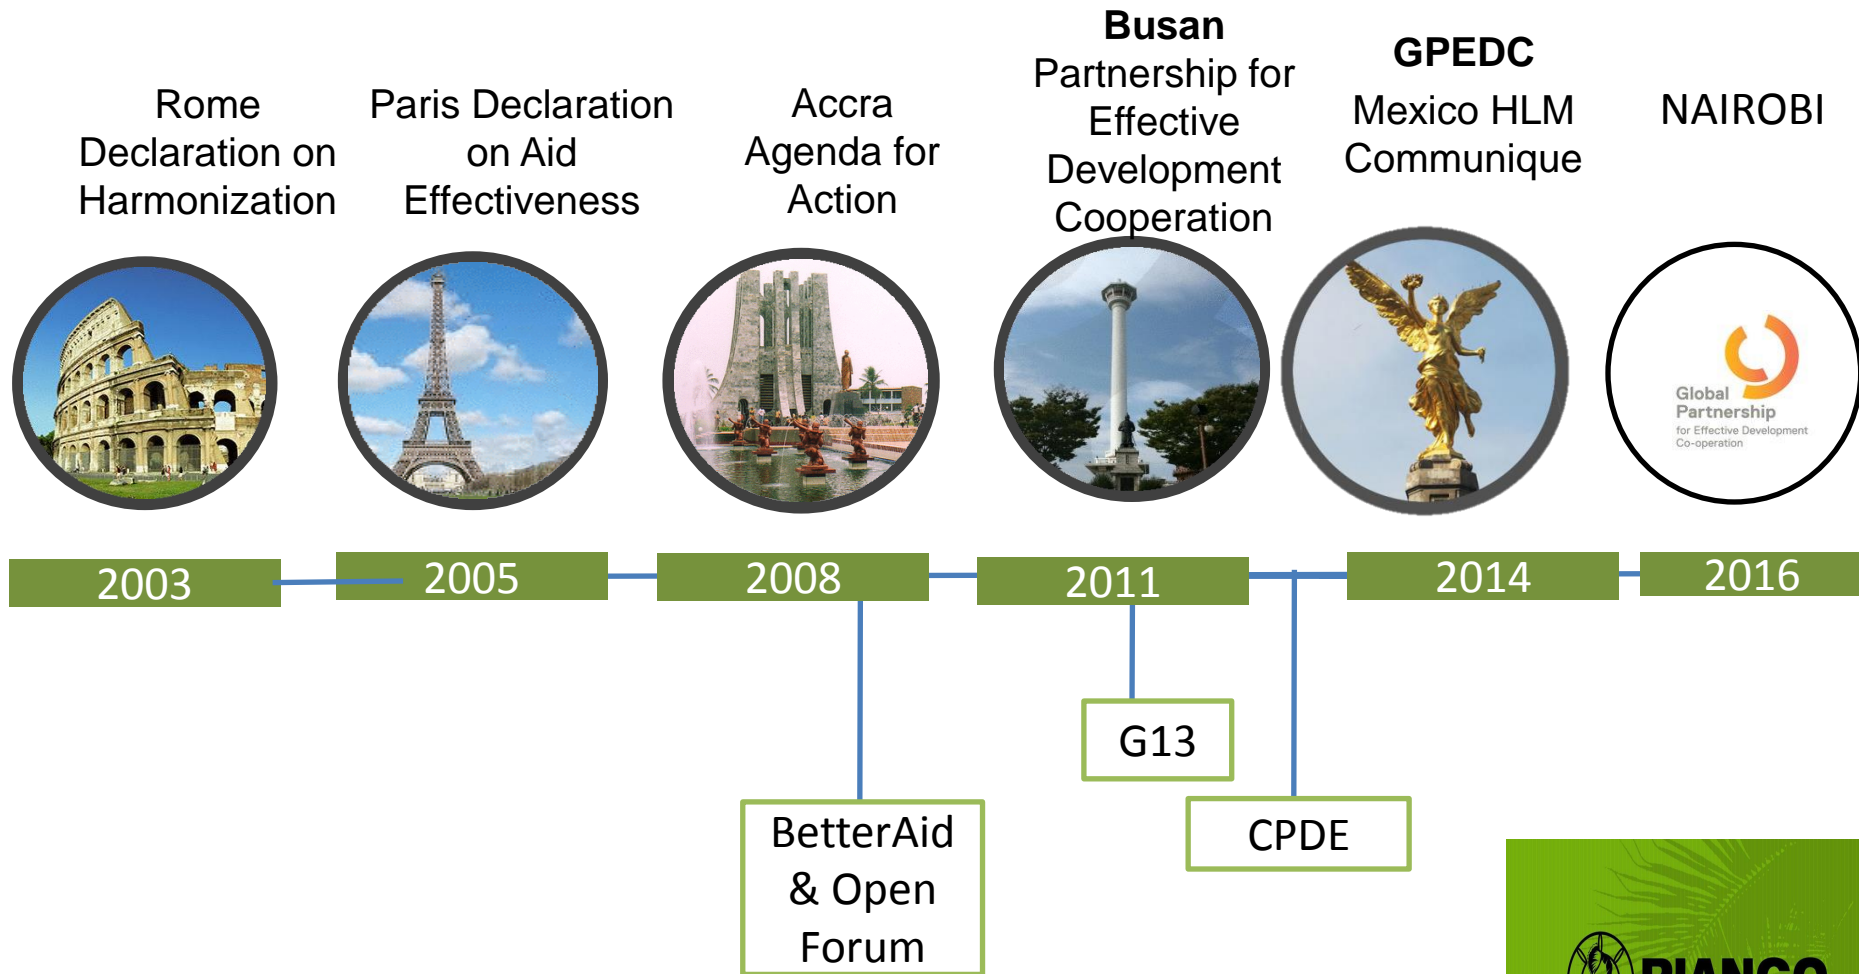 Rome
Declaration on
Harmonization
Paris Declaration
on Aid
Effectiveness
Accra
Agenda for
Action
Busan
Partnership for
Effective
Development
Cooperation
GPEDC
Mexico HLM
Communique
NAIROBI
Global
Partnership
for Effective Development
Co-operation
2003
2005
2008
2011
2014
2016
G13
CPDE
BetterAid
& Open
Forum
PIANGO